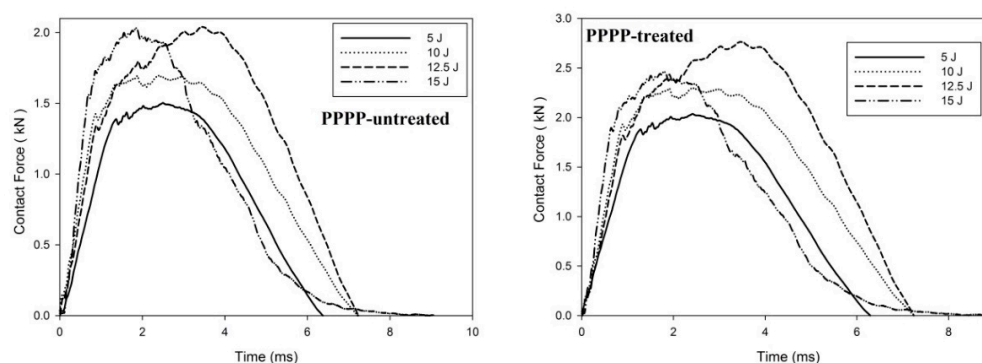 2.0
1.5
1.0
0.5
0.0
Contact Force ( kN)
5 J
10 J
12.5 J
15 J
PPPP-untreated
0 2 4 6 8 10
Time (ms)
3.0
2.5
2.0
1.5
1.0
0.5
0.0
Contact Force ( kN)
PPPP-treated
5 J
10 J
12.5 J
15 J
0 2 4 6 8
Time (ms)